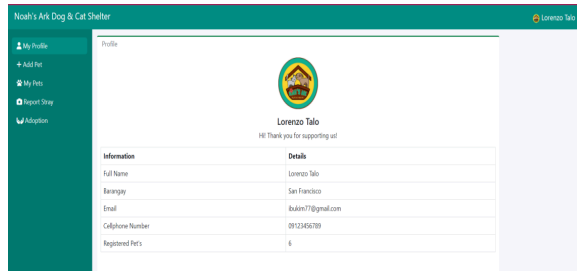 Noah's Ark Dog & Cat Shelter
Lorenzo Talo
My Profile
Add Pet
My Pets
Report Stray
Adoption
Profile
Lorenzo Talo
Hi! Thank you for supporting us!
Information Details
Full Name Lorenzo Talo
Barangay San Francisco
Email ibukim77@gmail.com
Cellphone Number 09123456789
Registered Pet's 6